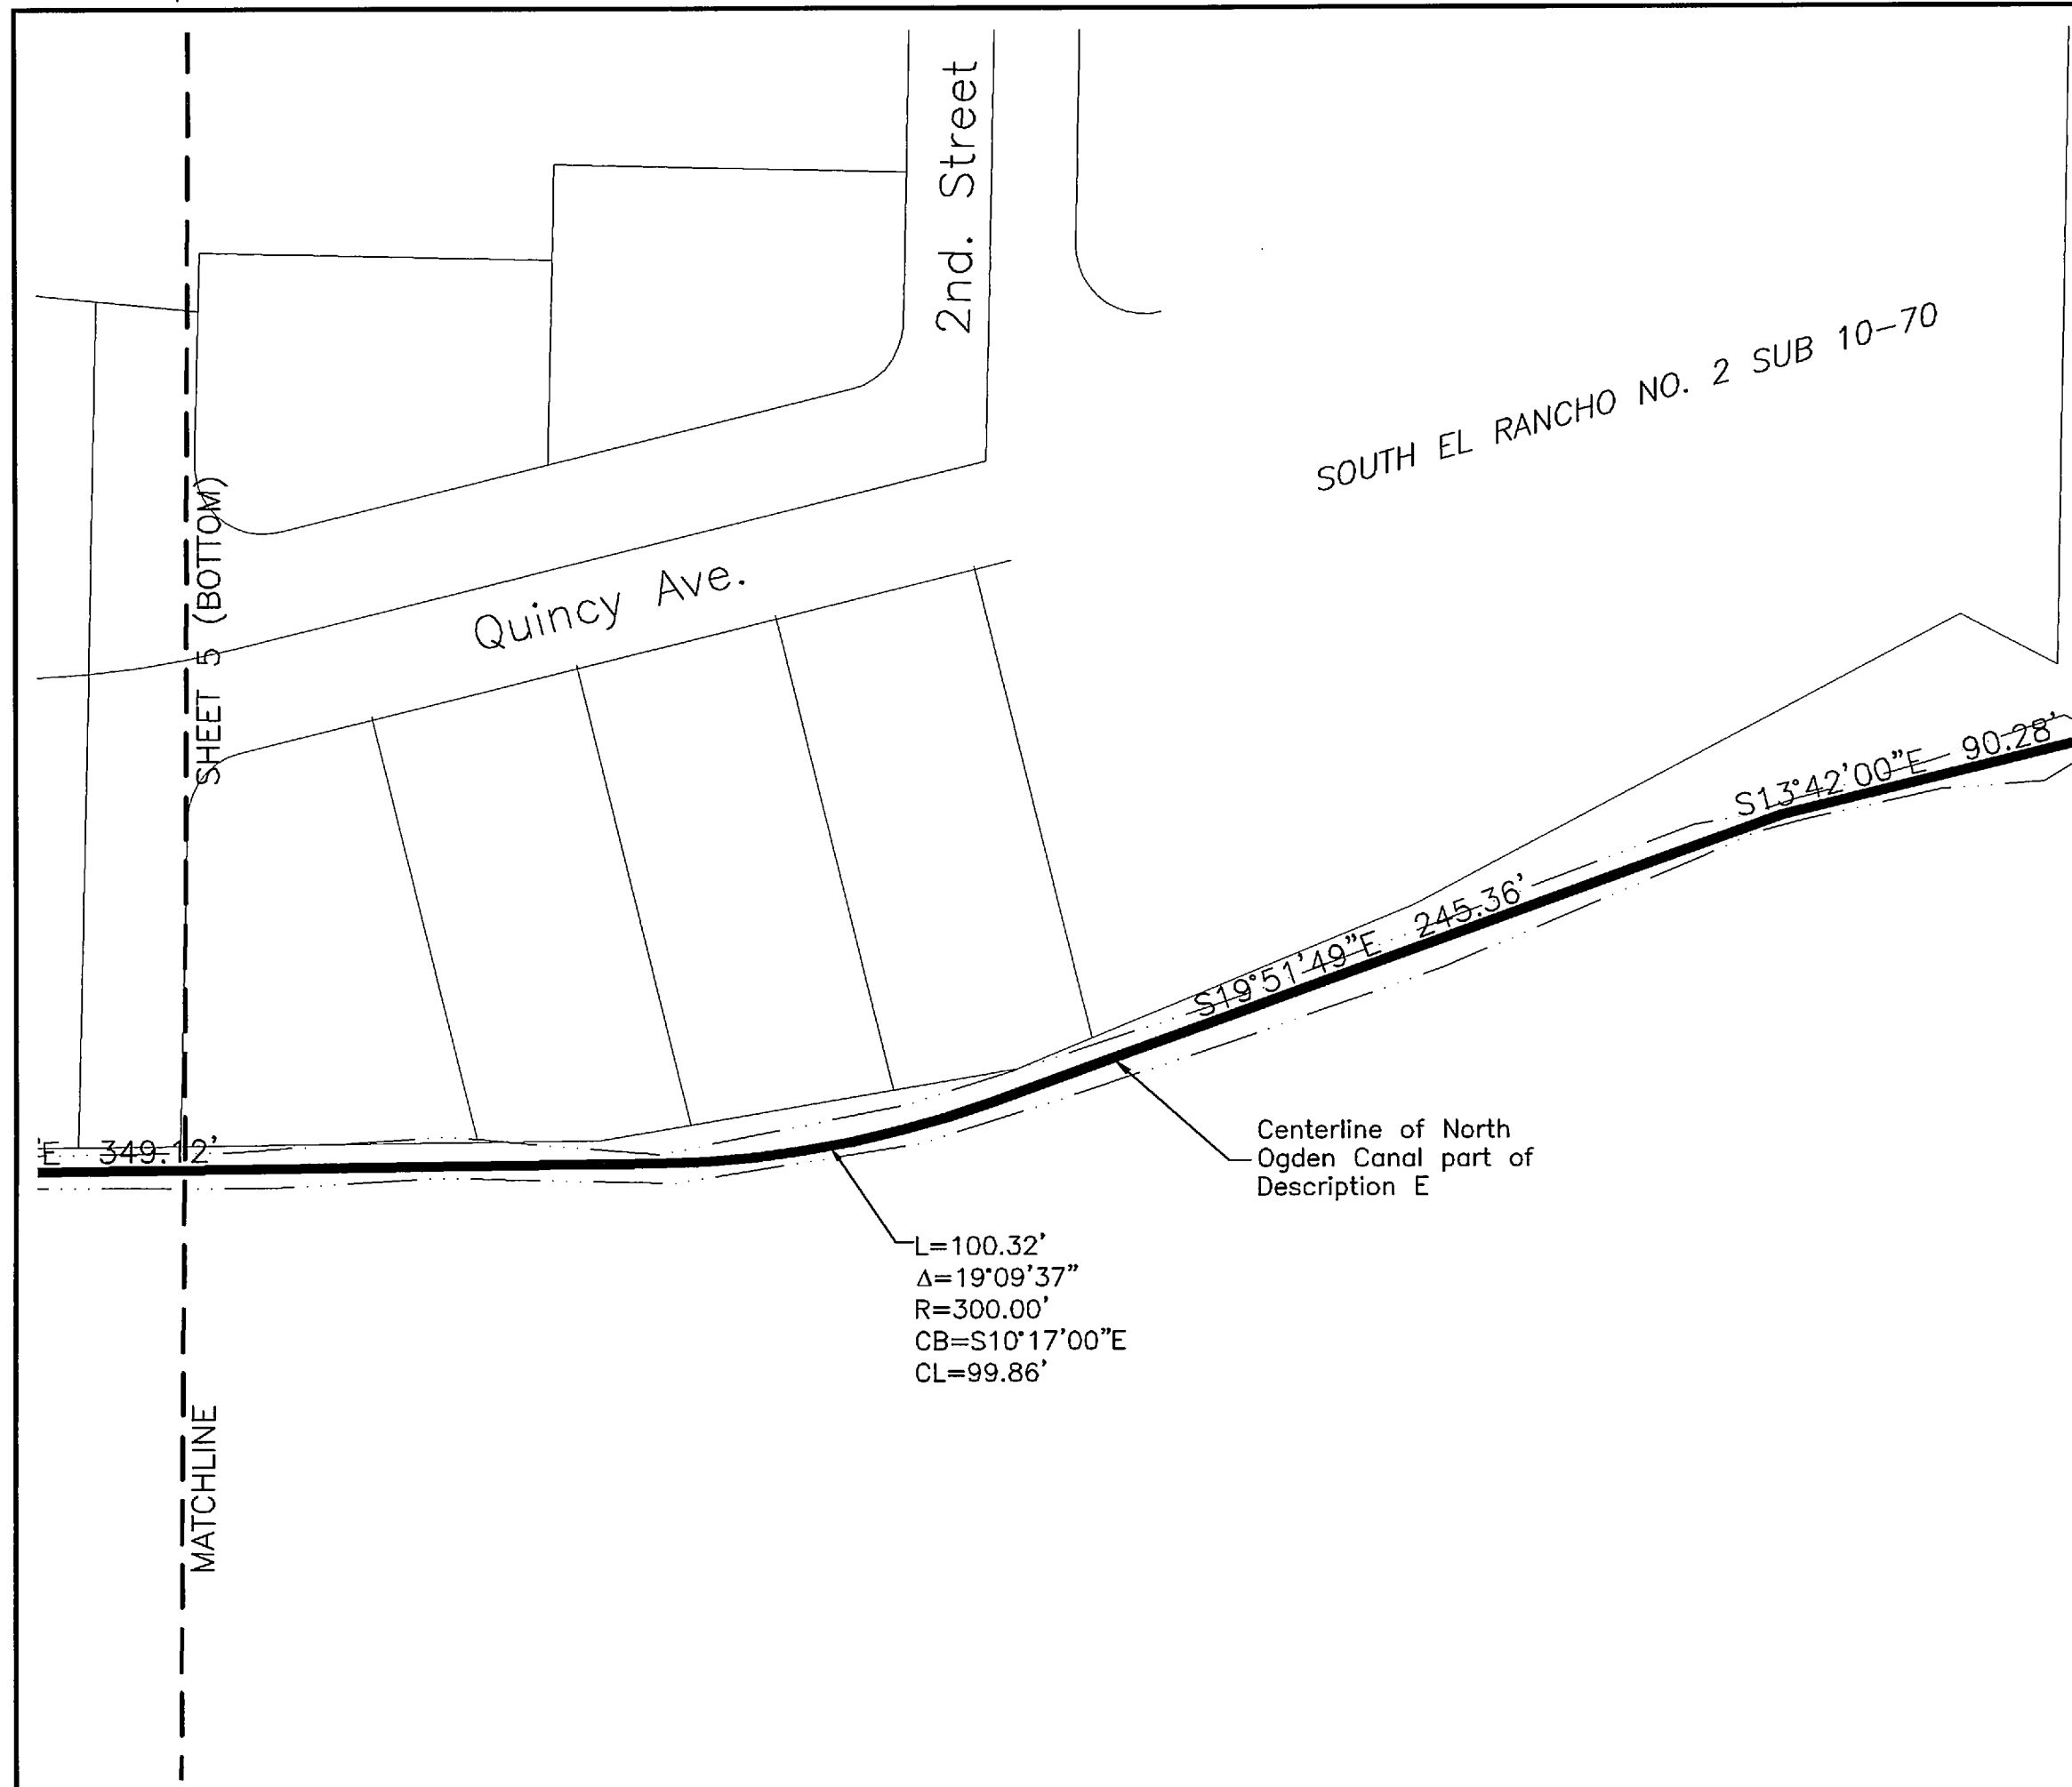 2nd. Street
SOUTH EL RANCHO NO. 2 SUB 10-70
SHEET 5 (BOTTOM)
Quincy Ave.
S13°42'00"E 90.28'
S19°51'49"E 245.36'
'E 349.12'
Centerline of North
Ogden Canal part of
Description E
L=100.32'
Δ=19°09'37"
R=300.00'
CB=S10°17'00"E
CL=99.86'
MATCHLINE